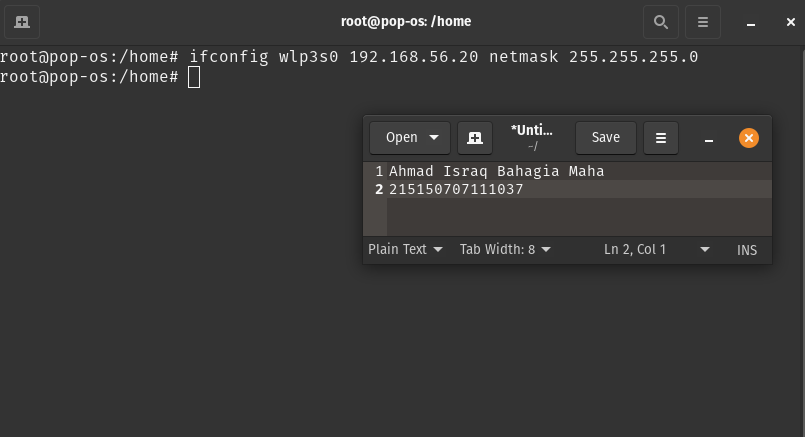 root@pop-os: /home
root@pop-os:/home# ifconfig wlp3s0 192.168.56.20 netmask 255.255.255.0
root@pop-os:/home#
Open
*Unti...
~/
Save
1 Ahmad Israq Bahagia Maha
2 215150707111037
Plain Text
Tab Width: 8
Ln 2, Col 1
INS